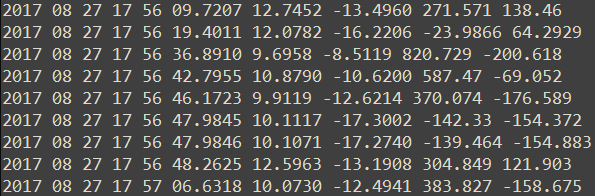 2017 08 27 17 56 09.7207 12.7452 -13.4960 271.571 138.46
2017 08 27 17 56 19.4011 12.0782 -16.2206 -23.9866 64.2929
2017 08 27 17 56 36.8910 9.6958 -8.5119 820.729 -200.618
2017 08 27 17 56 42.7955 10.8790 -10.6200 587.47 -69.052
2017 08 27 17 56 46.1723 9.9119 -12.6214 370.074 -176.589
2017 08 27 17 56 47.9845 10.1117 -17.3002 -142.33 -154.372
2017 08 27 17 56 47.9846 10.1071 -17.2740 -139.464 -154.883
2017 08 27 17 56 48.2625 12.5963 -13.1908 304.849 121.903
2017 08 27 17 57 06.6318 10.0730 -12.4941 383.827 -158.675